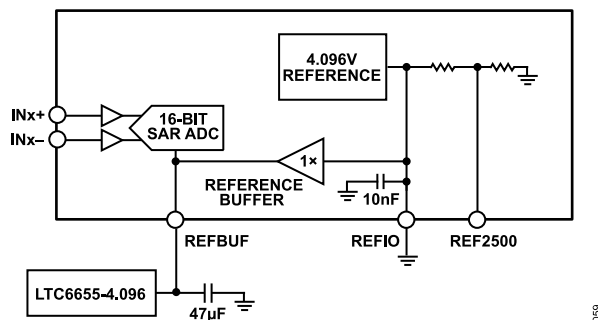 4.096V
REFERENCE
INx+
INx–
16-BIT
SAR ADC
1×
REFERENCE
BUFFER
10nF
REFBUF
REFIO
REF2500
LTC6655-4.096
47µF
059